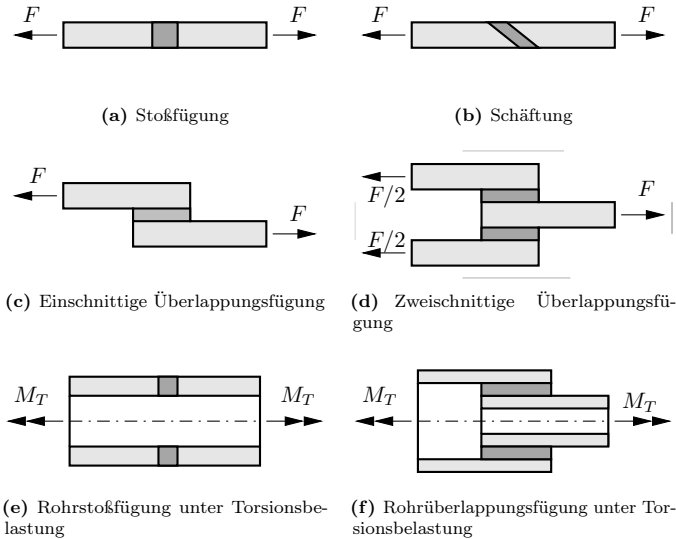 F F F F
(a) Stoßfügung (b) Schäftung
F
F
F/2
F
F/2
(c) Einschnittige Überlappungsfügung
(d) Zweischnittige Überlappungsfü-
gung
M_T M_T
M_T M_T
(e) Rohrstoßfügung unter Torsionsbe-
lastung
(f) Rohrüberlappungsfügung unter Tor-
sionsbelastung